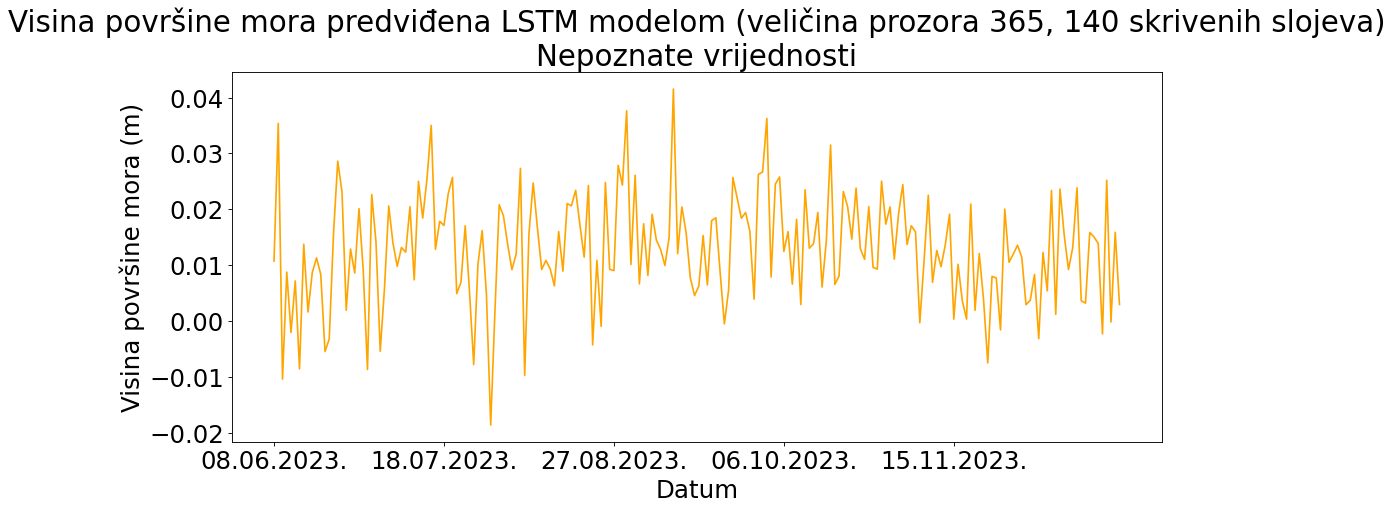 Visina površine mora predviđena LSTM modelom (veličina prozora 365, 140 skrivenih slojeva)
Nepoznate vrijednosti
Visina površine mora (m)
0.04
0.03
0.02
0.01
0.00
−0.01
−0.02
08.06.2023. 18.07.2023. 27.08.2023. 06.10.2023. 15.11.2023.
Datum